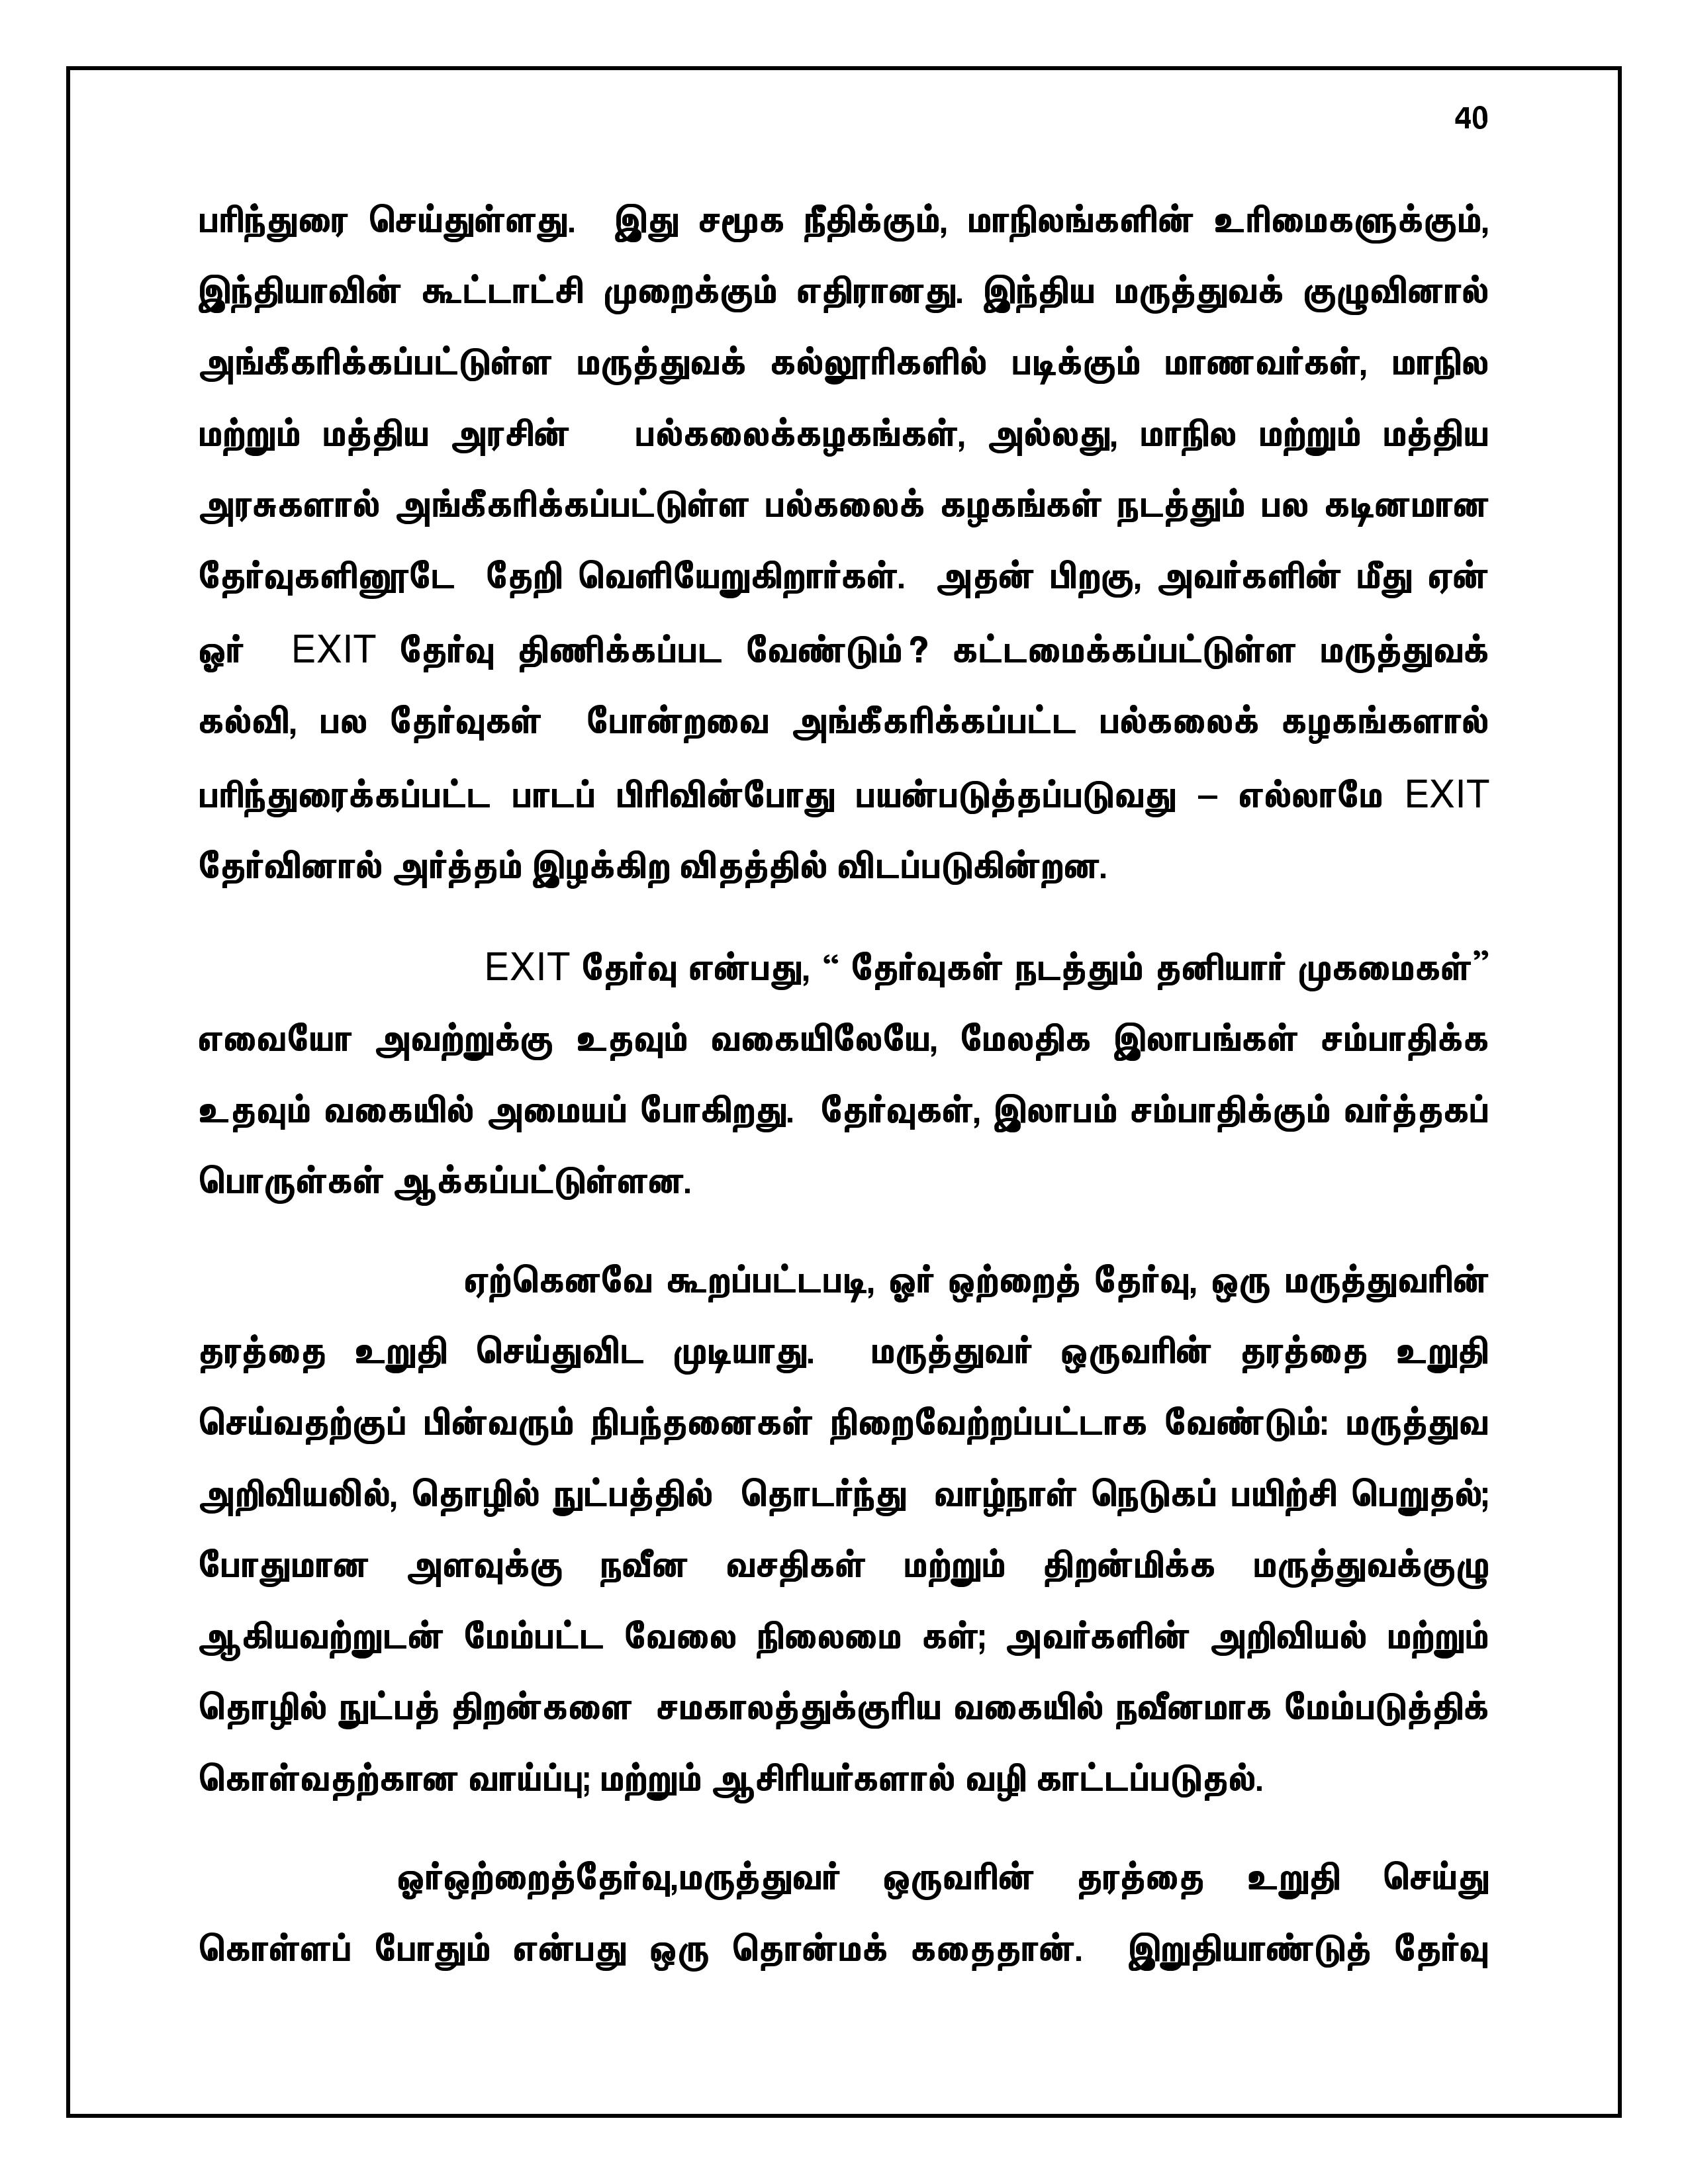 40
பரிந்துரை செய்துள்ளது. இது சமூக நீதிக்கும், மாநிலங்களின் உரிமைகளுக்கும்,
இந்தியாவின் கூட்டாட்சி முறைக்கும் எதிரானது. இந்திய மருத்துவக் குழுவினால்
அங்கீகரிக்கப்பட்டுள்ள மருத்துவக் கல்லூரிகளில் படிக்கும் மாணவர்கள், மாநில
மற்றும் மத்திய அரசின் பல்கலைக்கழகங்கள், அல்லது, மாநில மற்றும் மத்திய
அரசுகளால் அங்கீகரிக்கப்பட்டுள்ள பல்கலைக் கழகங்கள் நடத்தும் பல கடினமான
தேர்வுகளினூடே தேறி வெளியேறுகிறார்கள். அதன் பிறகு, அவர்களின் மீது ஏன்
ஓர் EXIT தேர்வு திணிக்கப்பட வேண்டும்? கட்டமைக்கப்பட்டுள்ள மருத்துவக்
கல்வி, பல தேர்வுகள் போன்றவை அங்கீகரிக்கப்பட்ட பல்கலைக் கழகங்களால்
பரிந்துரைக்கப்பட்ட பாடப் பிரிவின்போது பயன்படுத்தப்படுவது – எல்லாமே EXIT
தேர்வினால் அர்த்தம் இழக்கிற விதத்தில் விடப்படுகின்றன.
EXIT தேர்வு என்பது, “ தேர்வுகள் நடத்தும் தனியார் முகமைகள்”
எவையோ அவற்றுக்கு உதவும் வகையிலேயே, மேலதிக இலாபங்கள் சம்பாதிக்க
உதவும் வகையில் அமையப் போகிறது. தேர்வுகள், இலாபம் சம்பாதிக்கும் வர்த்தகப்
பொருள்கள் ஆக்கப்பட்டுள்ளன.
ஏற்கெனவே கூறப்பட்டபடி, ஓர் ஒற்றைத் தேர்வு, ஒரு மருத்துவரின்
தரத்தை உறுதி செய்துவிட முடியாது. மருத்துவர் ஒருவரின் தரத்தை உறுதி
செய்வதற்குப் பின்வரும் நிபந்தனைகள் நிறைவேற்றப்பட்டாக வேண்டும்: மருத்துவ
அறிவியலில், தொழில் நுட்பத்தில் தொடர்ந்து வாழ்நாள் நெடுகப் பயிற்சி பெறுதல்;
போதுமான அளவுக்கு நவீன வசதிகள் மற்றும் திறன்மிக்க மருத்துவக்குழு
ஆகியவற்றுடன் மேம்பட்ட வேலை நிலைமை கள்; அவர்களின் அறிவியல் மற்றும்
தொழில் நுட்பத் திறன்களை சமகாலத்துக்குரிய வகையில் நவீனமாக மேம்படுத்திக்
கொள்வதற்கான வாய்ப்பு; மற்றும் ஆசிரியர்களால் வழி காட்டப்படுதல்.
ஓர்ஒற்றைத்தேர்வு,மருத்துவர் ஒருவரின் தரத்தை உறுதி செய்து
கொள்ளப் போதும் என்பது ஒரு தொன்மக் கதைதான். இறுதியாண்டுத் தேர்வு